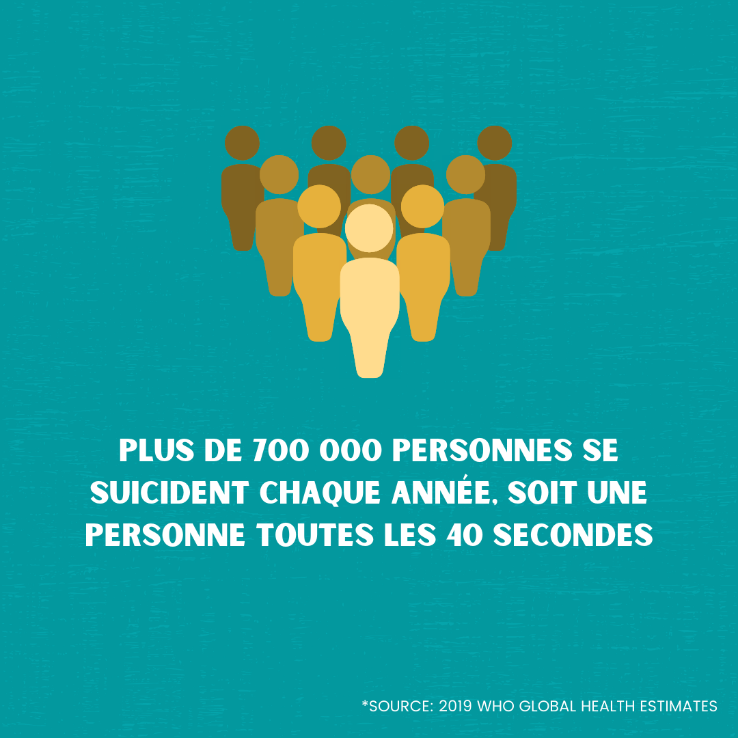 PLUS DE 700 000 PERSONNES SE
SUICIDENT CHAQUE ANNÉE, SOIT UNE
PERSONNE TOUTES LES 40 SECONDES
*SOURCE: 2019 WHO GLOBAL HEALTH ESTIMATES